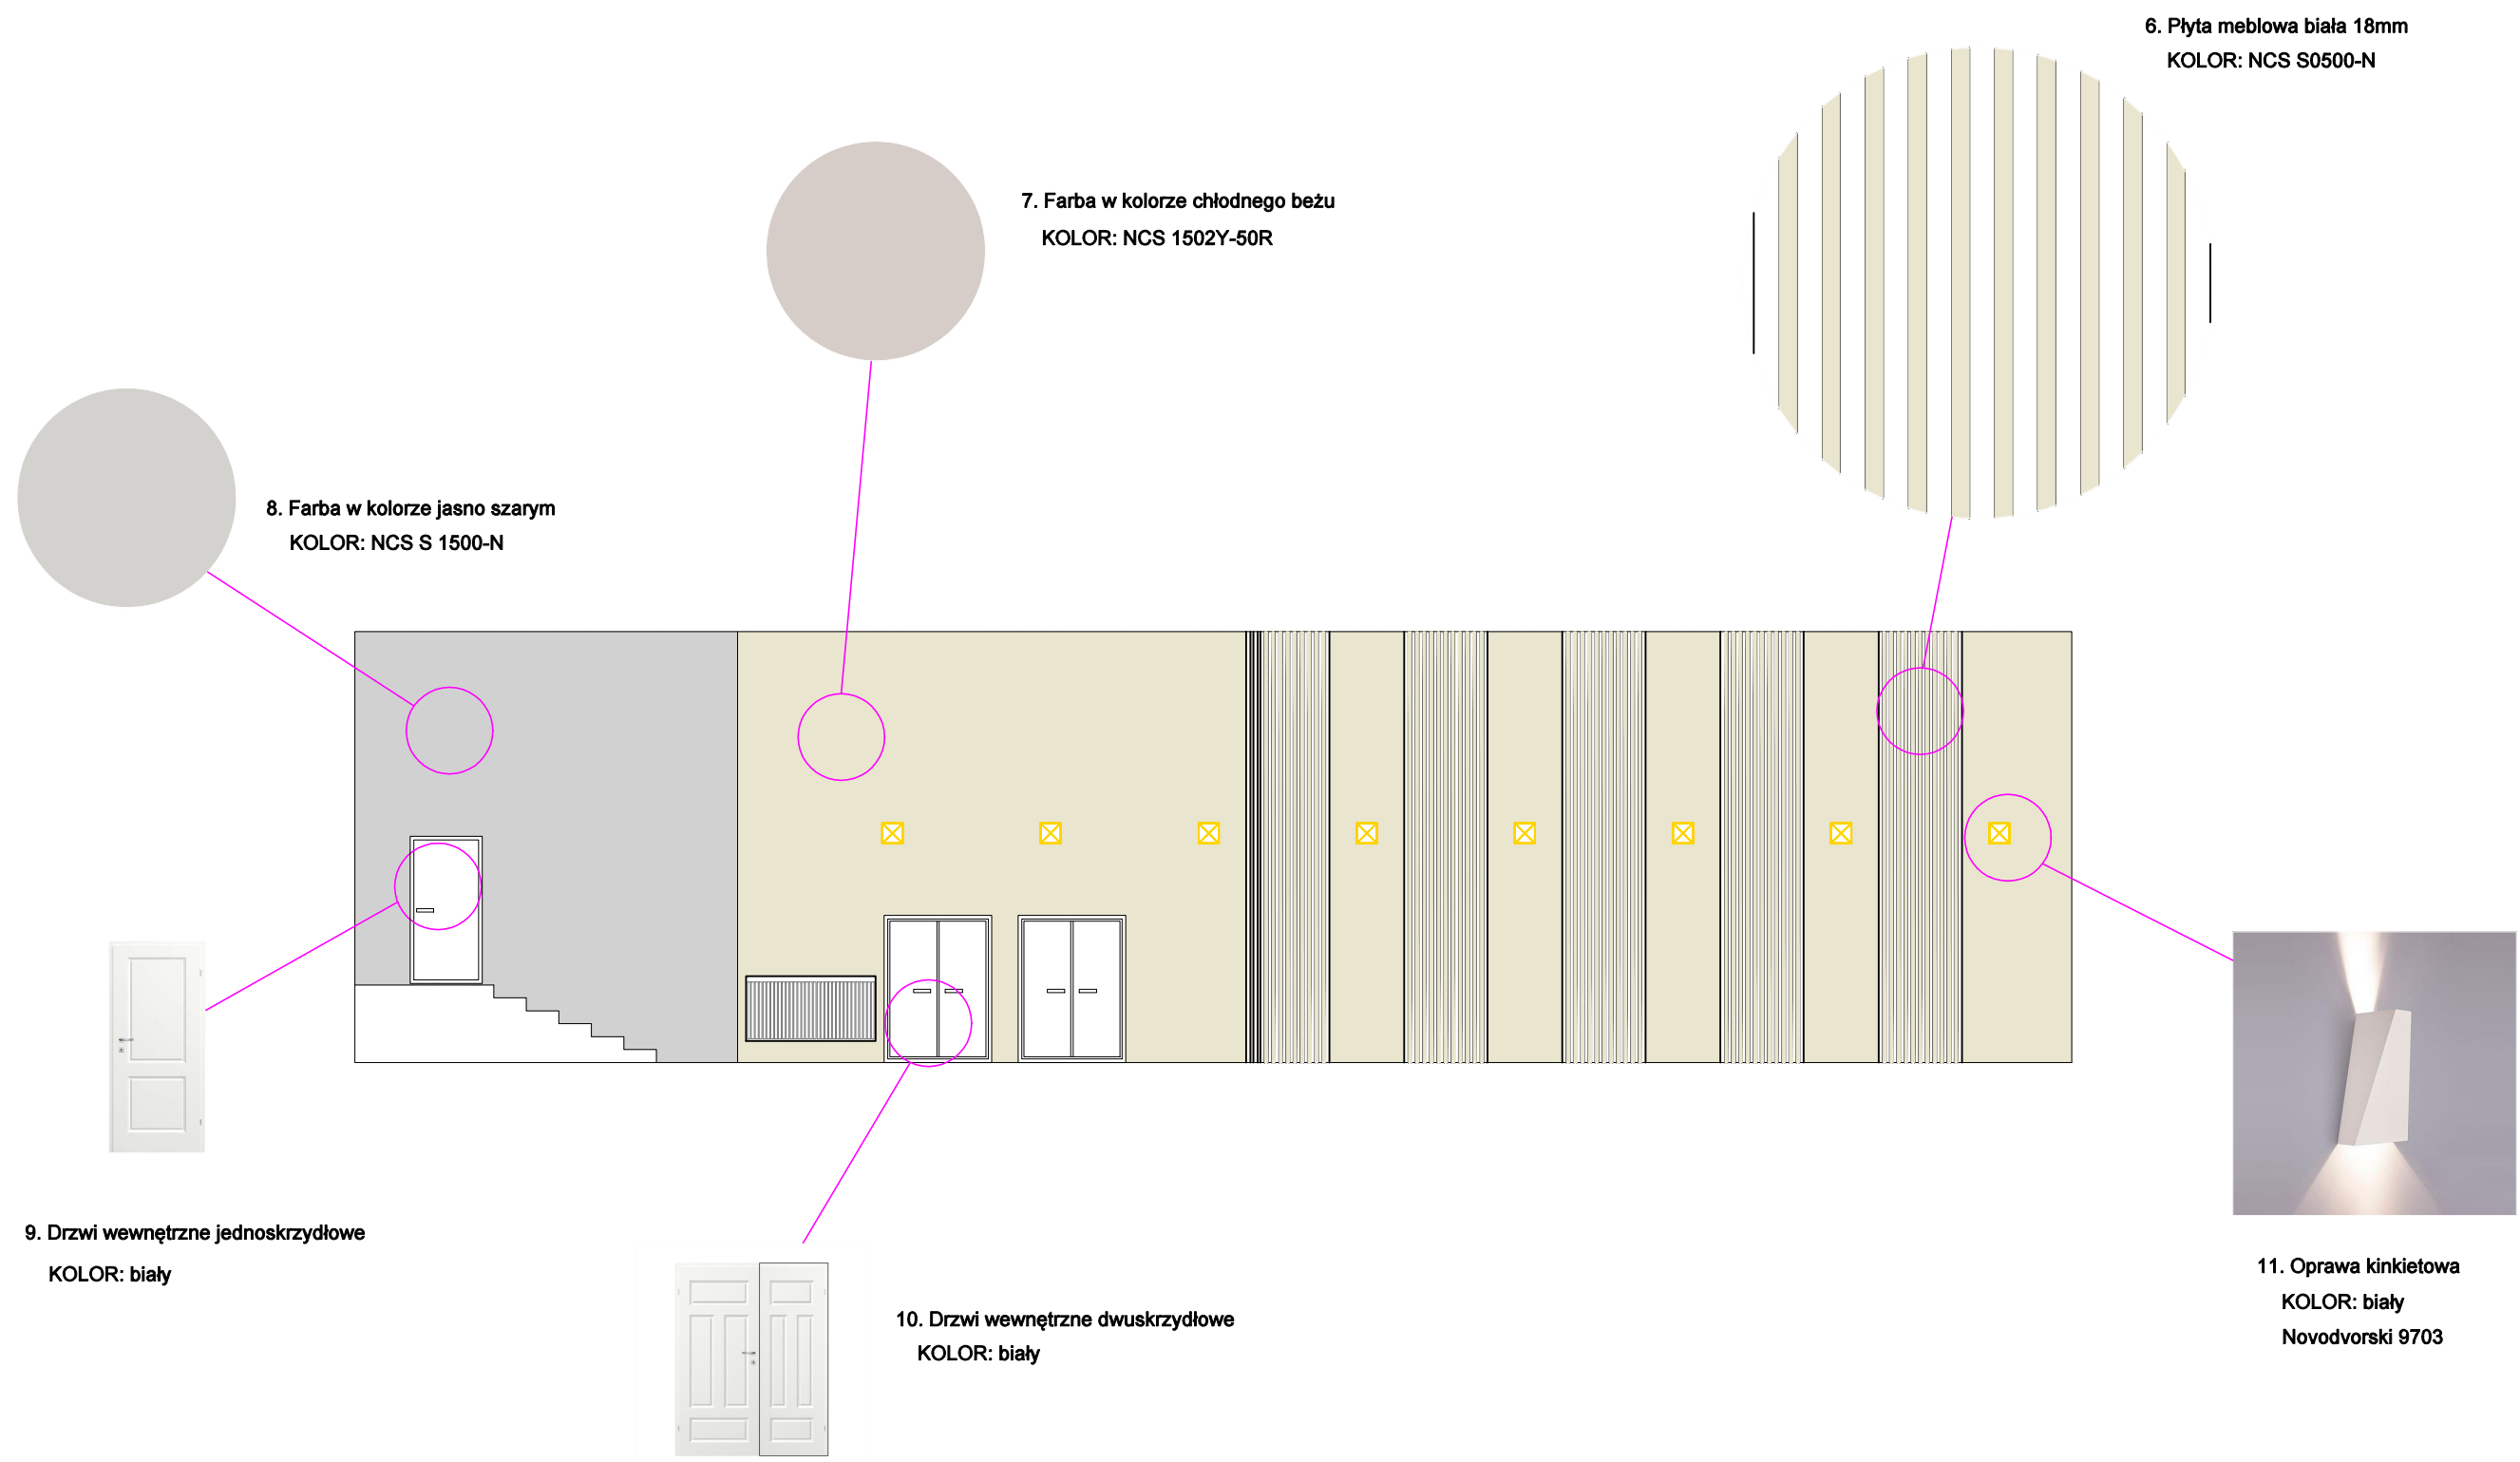 6. Płyta meblowa biała 18mm
KOLOR: NCS S0500-N
7. Farba w kolorze chłodnego beżu
KOLOR: NCS 1502Y-50R
8. Farba w kolorze jasno szarym
KOLOR: NCS S 1500-N
9. Drzwi wewnętrzne jednoskrzydłowe
KOLOR: biały
10. Drzwi wewnętrzne dwuskrzydłowe
KOLOR: biały
11. Oprawa kinkietowa
KOLOR: biały
Novodvorski 9703